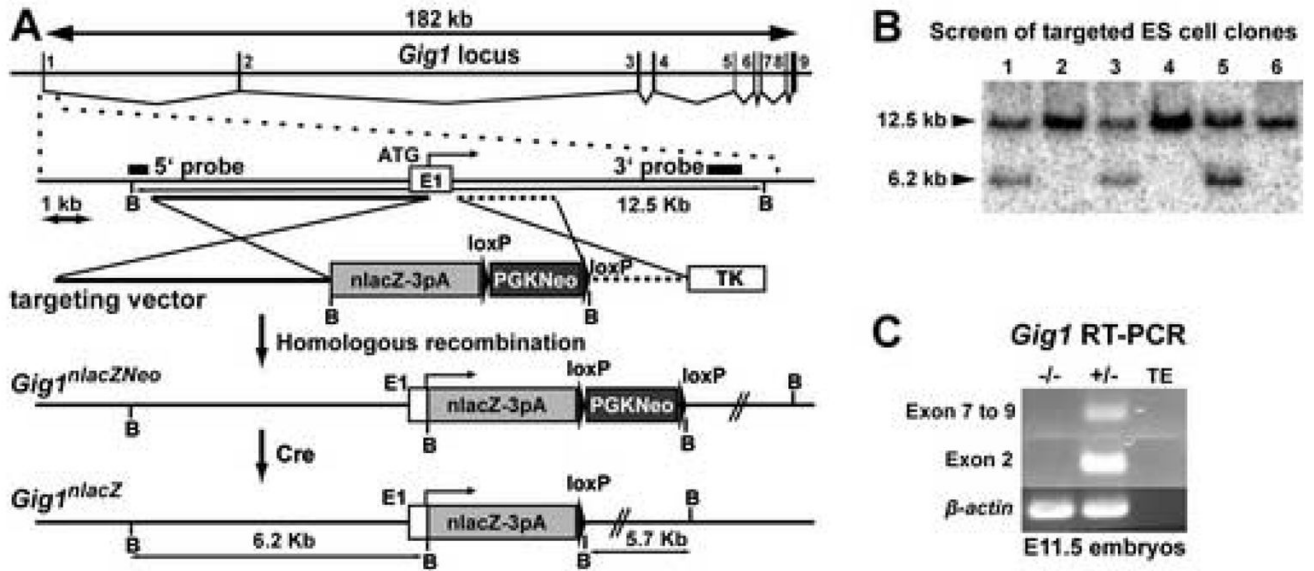 A
182 kb
Gig1 locus
1 2 3 4 5 6 7 8 9
ATG
5' probe
3' probe
E1
B
12.5 Kb
B
1 kb
loxP
loxP
nlacZ-3pA
PGKNeo
TK
targeting vector
B
B
Homologous recombination
Gig1nlacZNeo
E1
loxP
loxP
B
nlacZ-3pA
PGKNeo
B
B
B
Cre
Gig1nlacZ
E1
loxP
B
nlacZ-3pA
B
6.2 Kb
B
B
5.7 Kb
B
Screen of targeted ES cell clones
1 2 3 4 5 6
12.5 kb
6.2 kb
C
Gig1 RT-PCR
-/- +/- TE
Exon 7 to 9
Exon 2
β-actin
E11.5 embryos